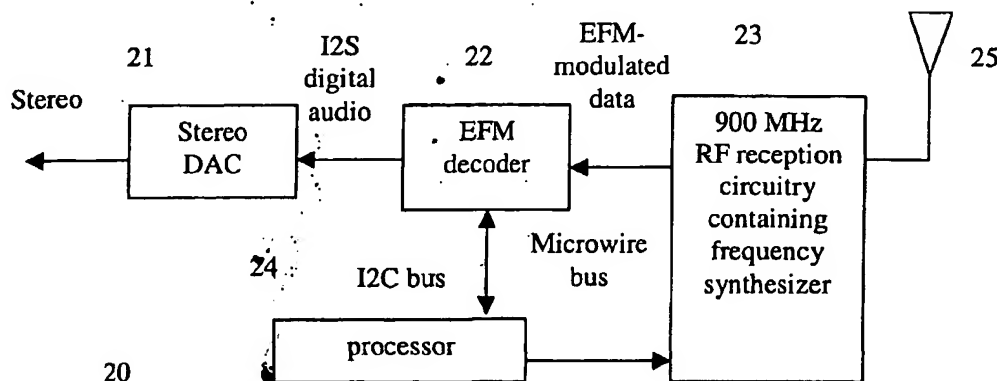 21
I2S
digital
audio
22
EFM-
modulated
data
23
25
Stereo
Stereo
DAC
EFM
decoder
900 MHz
RF reception
circuitry
containing
frequency
synthesizer
24
I2C bus
Microwire
bus
processor
20